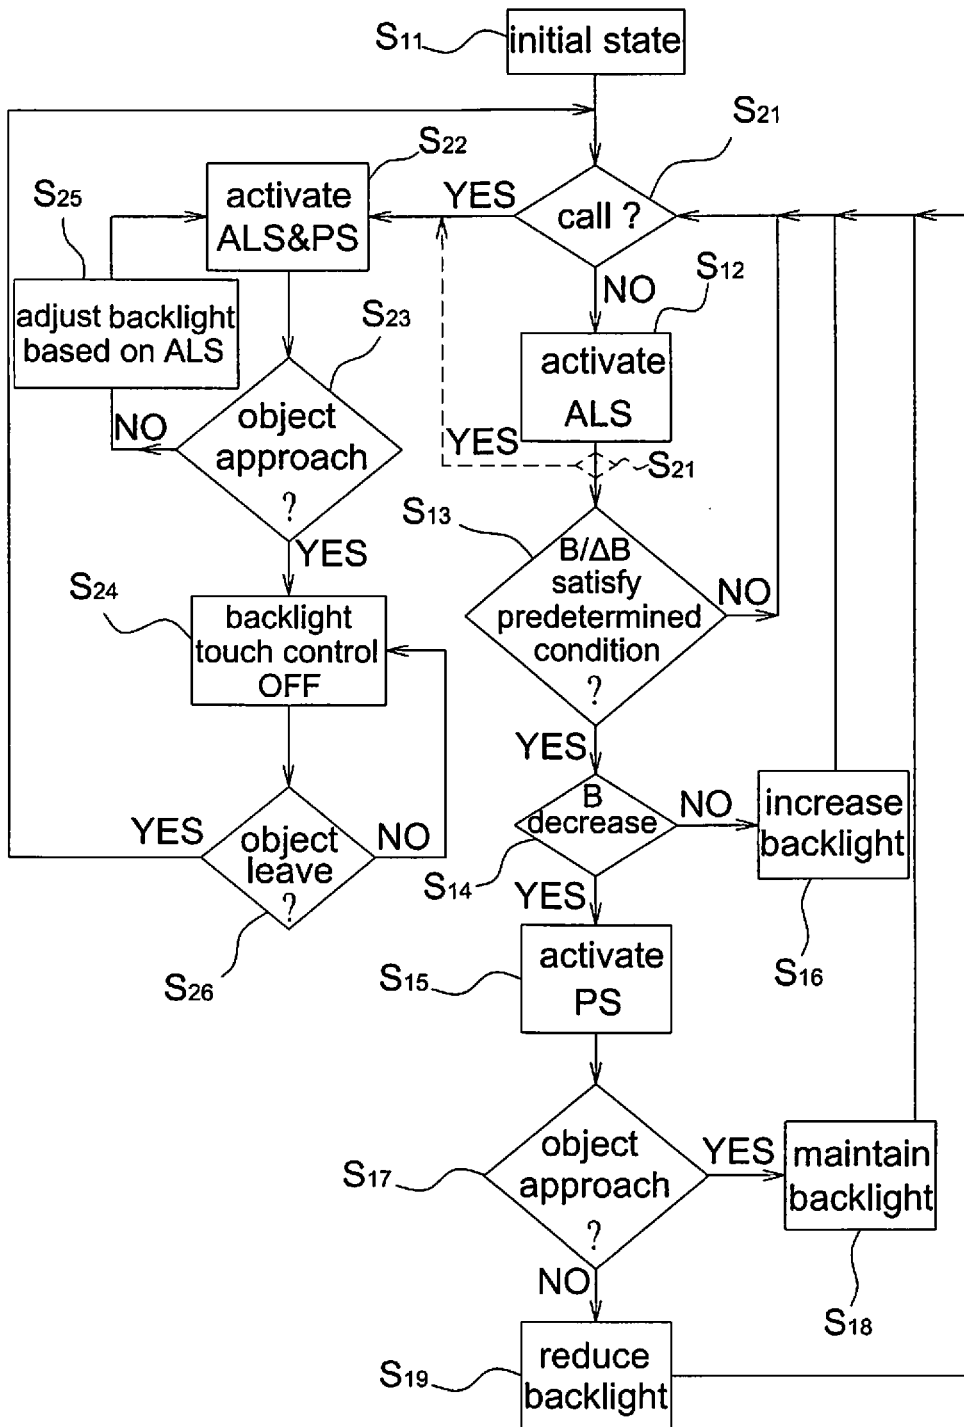 S11
initial state
S21
call ?
YES
NO
S22
activate
ALS&PS
S25
adjust backlight
based on ALS
S23
object
approach
?
NO
YES
S24
backlight
touch control
OFF
S26
object
leave
?
YES
NO
S12
activate
ALS
YES
S21
S13
B/ΔB
satisfy
predetermined
condition
?
NO
YES
S14
B
decrease
NO
YES
increase
backlight
S16
S15
activate
PS
S17
object
approach
?
YES
NO
maintain
backlight
S18
S19
reduce
backlight